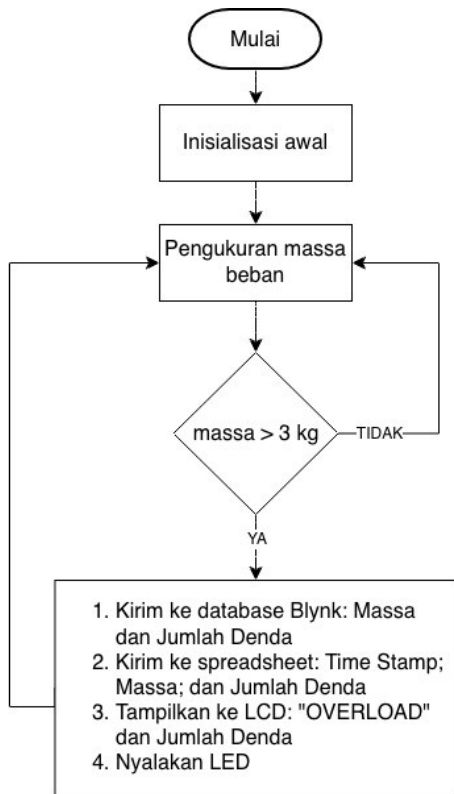 Mulai
Inisialisasi awal
Pengukuran massa
beban
massa > 3 kg
TIDAK
YA
1. Kirim ke database Blynk: Massa
dan Jumlah Denda
2. Kirim ke spreadsheet: Time Stamp;
Massa; dan Jumlah Denda
3. Tampilkan ke LCD: "OVERLOAD"
dan Jumlah Denda
4. Nyalakan LED